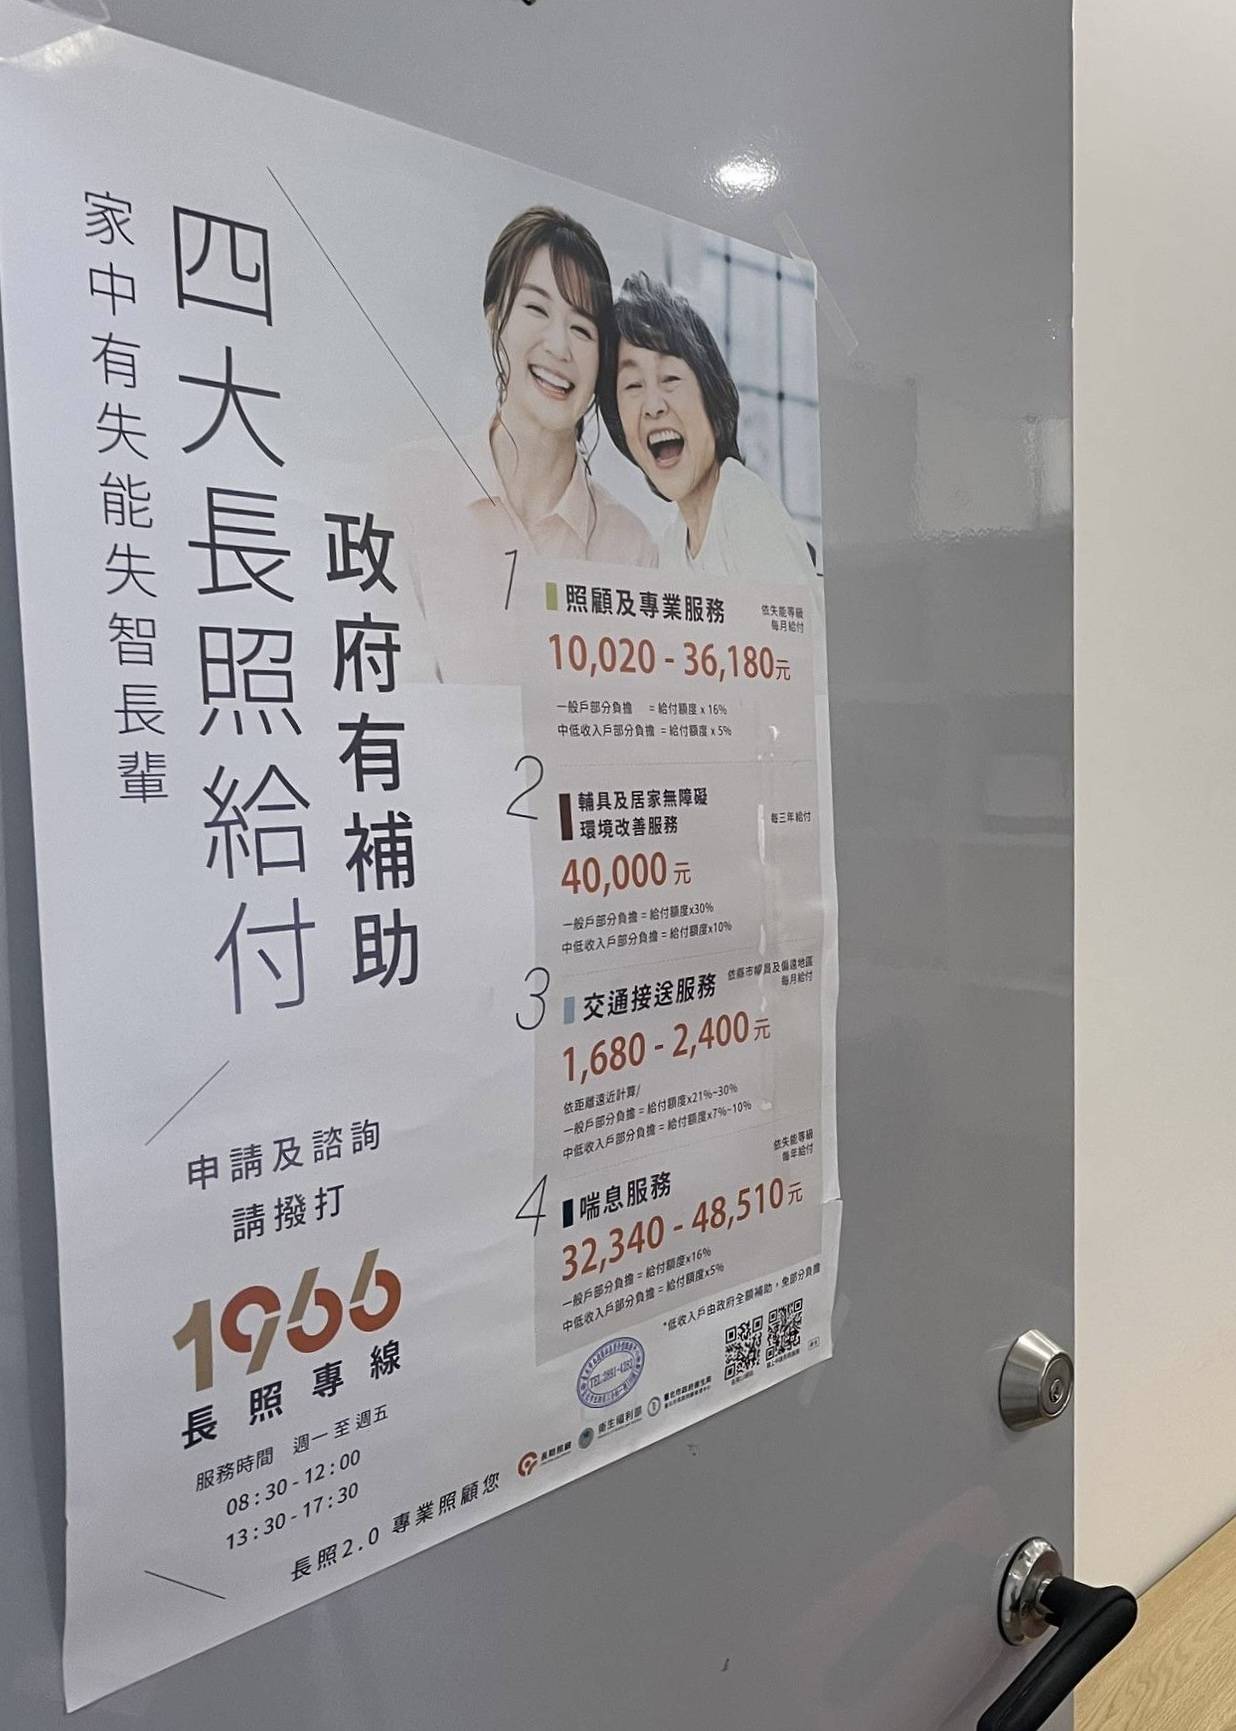 家中有失能失智長輩
四大長照給付
政府有補助
1
照顧及專業服務
依失能等級
每月給付
10,020 - 36,180元
一般戶部分負擔 = 給付額度 x 16%
中低收入戶部分負擔 = 給付額度 x 5%
2
輔具及居家無障礙
環境改善服務
每三年給付
40,000 元
一般戶部分負擔 = 給付額度x30%
中低收入戶部分負擔 = 給付額度x10%
3
交通接送服務
每月給付
1,680 - 2,400元
依距離遠近計算/
一般戶部分負擔 = 給付額度x21%~30%
中低收入戶部分負擔 = 給付額度x7%~10%
4
喘息服務
依失能等級
每年給付
32,340 - 48,510元
一般戶部分負擔 = 給付額度x16%
中低收入戶部分負擔 = 給付額度x5%
*低收入戶由政府全額補助，免部分負擔
申請及諮詢
請撥打
1966
長照專線
服務時間 週一至週五
08:30 - 12:00
13:30 - 17:30
長照2.0 專業照顧您
長期照顧
衛生福利部
臺北市政府衛生局